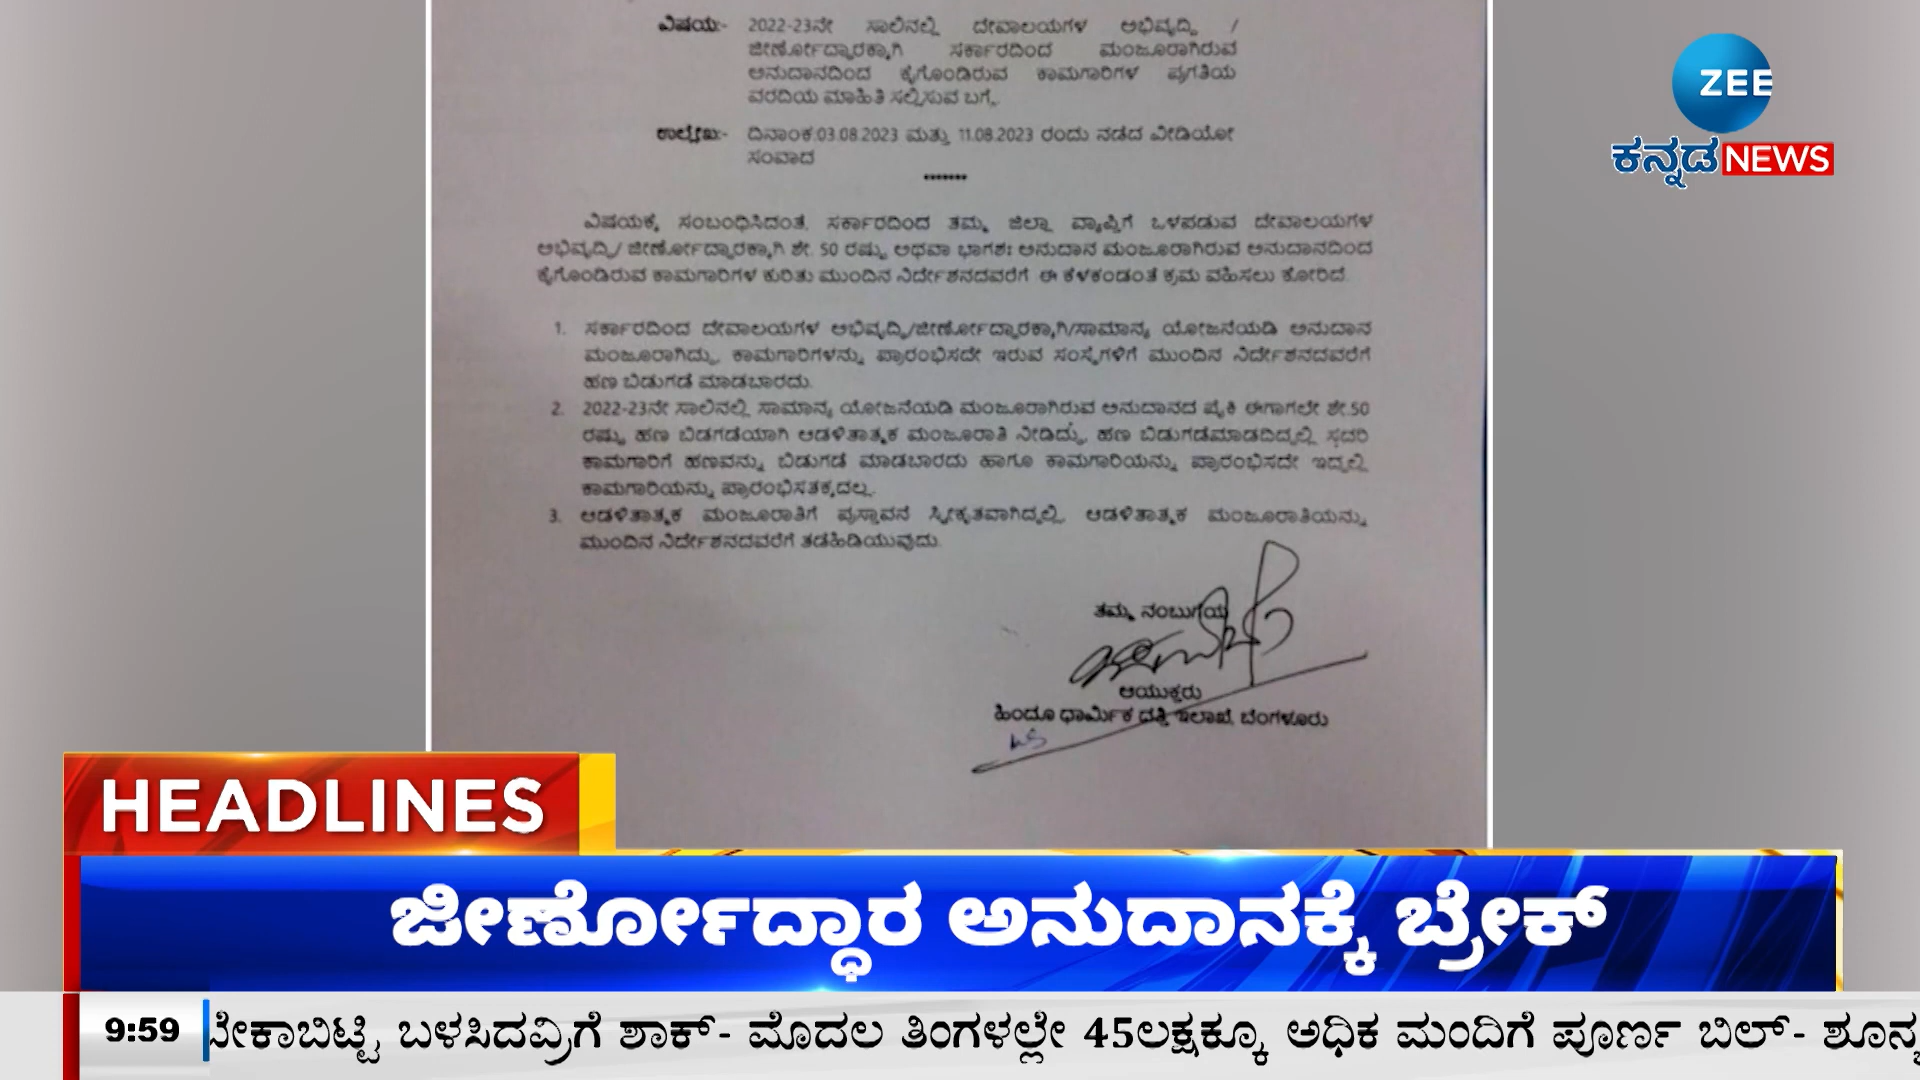 ವಿಷಯ:- 2022-23ನೇ ಸಾಲಿನಲ್ಲಿ ದೇವಾಲಯಗಳ ಅಭಿವೃದ್ಧಿ /
ಜೀರ್ಣೋದ್ಧಾರಕ್ಕಾಗಿ ಸರ್ಕಾರದಿಂದ ಮಂಜೂರಾಗಿರುವ
ಅನುದಾನದಿಂದ ಕೈಗೊಂಡಿರುವ ಕಾಮಗಾರಿಗಳ ಪ್ರಗತಿಯ
ವರದಿಯ ಮಾಹಿತಿ ಸಲ್ಲಿಸುವ ಬಗ್ಗೆ.
ಉಲ್ಲೇಖ:- ದಿನಾಂಕ:03.08.2023 ಮತ್ತು 11.08.2023 ರಂದು ನಡೆದ ವೀಡಿಯೋ
ಸಂವಾದ
*******
ವಿಷಯಕ್ಕೆ ಸಂಬಂಧಿಸಿದಂತೆ, ಸರ್ಕಾರದಿಂದ ತಮ್ಮ ಜಿಲ್ಲಾ ವ್ಯಾಪ್ತಿಗೆ ಒಳಪಡುವ ದೇವಾಲಯಗಳ
ಅಭಿವೃದ್ಧಿ/ ಜೀರ್ಣೋದ್ಧಾರಕ್ಕಾಗಿ ಶೇ. 50 ರಷ್ಟು ಅಥವಾ ಭಾಗಶಃ ಅನುದಾನ ಮಂಜೂರಾಗಿರುವ ಅನುದಾನದಿಂದ
ಕೈಗೊಂಡಿರುವ ಕಾಮಗಾರಿಗಳ ಕುರಿತು ಮುಂದಿನ ನಿರ್ದೇಶನದವರೆಗೆ ಈ ಕೆಳಕಂಡಂತೆ ಕ್ರಮ ವಹಿಸಲು ಕೋರಿದೆ.
1. ಸರ್ಕಾರದಿಂದ ದೇವಾಲಯಗಳ ಅಭಿವೃದ್ಧಿ/ಜೀರ್ಣೋದ್ಧಾರಕ್ಕಾಗಿ/ಸಾಮಾನ್ಯ ಯೋಜನೆಯಡಿ ಅನುದಾನ
ಮಂಜೂರಾಗಿದ್ದು, ಕಾಮಗಾರಿಗಳನ್ನು ಪ್ರಾರಂಭಿಸದೇ ಇರುವ ಸಂಸ್ಥೆಗಳಿಗೆ ಮುಂದಿನ ನಿರ್ದೇಶನದವರೆಗೆ
ಹಣ ಬಿಡುಗಡೆ ಮಾಡಬಾರದು.
2. 2022-23ನೇ ಸಾಲಿನಲ್ಲಿ ಸಾಮಾನ್ಯ ಯೋಜನೆಯಡಿ ಮಂಜೂರಾಗಿರುವ ಅನುದಾನದ ಪೈಕಿ ಈಗಾಗಲೇ ಶೇ.50
ರಷ್ಟು ಹಣ ಬಿಡಗಡೆಯಾಗಿ ಆಡಳಿತಾತ್ಮಕ ಮಂಜೂರಾತಿ ನೀಡಿದ್ದು, ಹಣ ಬಿಡುಗಡೆಮಾಡದಿದ್ದಲ್ಲಿ ಸದರಿ
ಕಾಮಗಾರಿಗೆ ಹಣವನ್ನು ಬಿಡುಗಡೆ ಮಾಡಬಾರದು ಹಾಗೂ ಕಾಮಗಾರಿಯನ್ನು ಪ್ರಾರಂಭಿಸದೇ ಇದ್ದಲ್ಲಿ
ಕಾಮಗಾರಿಯನ್ನು ಪ್ರಾರಂಭಿಸತಕ್ಕದಲ್ಲ.
3. ಆಡಳಿತಾತ್ಮಕ ಮಂಜೂರಾತಿಗೆ ಪ್ರಸ್ತಾವನೆ ಸ್ವೀಕೃತವಾಗಿದ್ದಲ್ಲಿ, ಆಡಳಿತಾತ್ಮಕ ಮಂಜೂರಾತಿಯನ್ನು
ಮುಂದಿನ ನಿರ್ದೇಶನದವರೆಗೆ ತಡೆಹಿಡಿಯುವುದು.
ತಮ್ಮ ನಂಬುಗೆಯ
ಆಯುಕ್ತರು
ಹಿಂದೂ ಧಾರ್ಮಿಕ ದತ್ತಿ ಇಲಾಖೆ, ಬೆಂಗಳೂರು
ZEE
ಕನ್ನಡ NEWS
HEADLINES
ಜೀರ್ಣೋದ್ಧಾರ ಅನುದಾನಕ್ಕೆ ಬ್ರೇಕ್
9:59 ಬೇಕಾಬಿಟ್ಟಿ ಬಳಸಿದವ್ರಿಗೆ ಶಾಕ್- ಮೊದಲ ತಿಂಗಳಲ್ಲೇ 45ಲಕ್ಷಕ್ಕೂ ಅಧಿಕ ಮಂದಿಗೆ ಪೂರ್ಣ ಬಿಲ್-